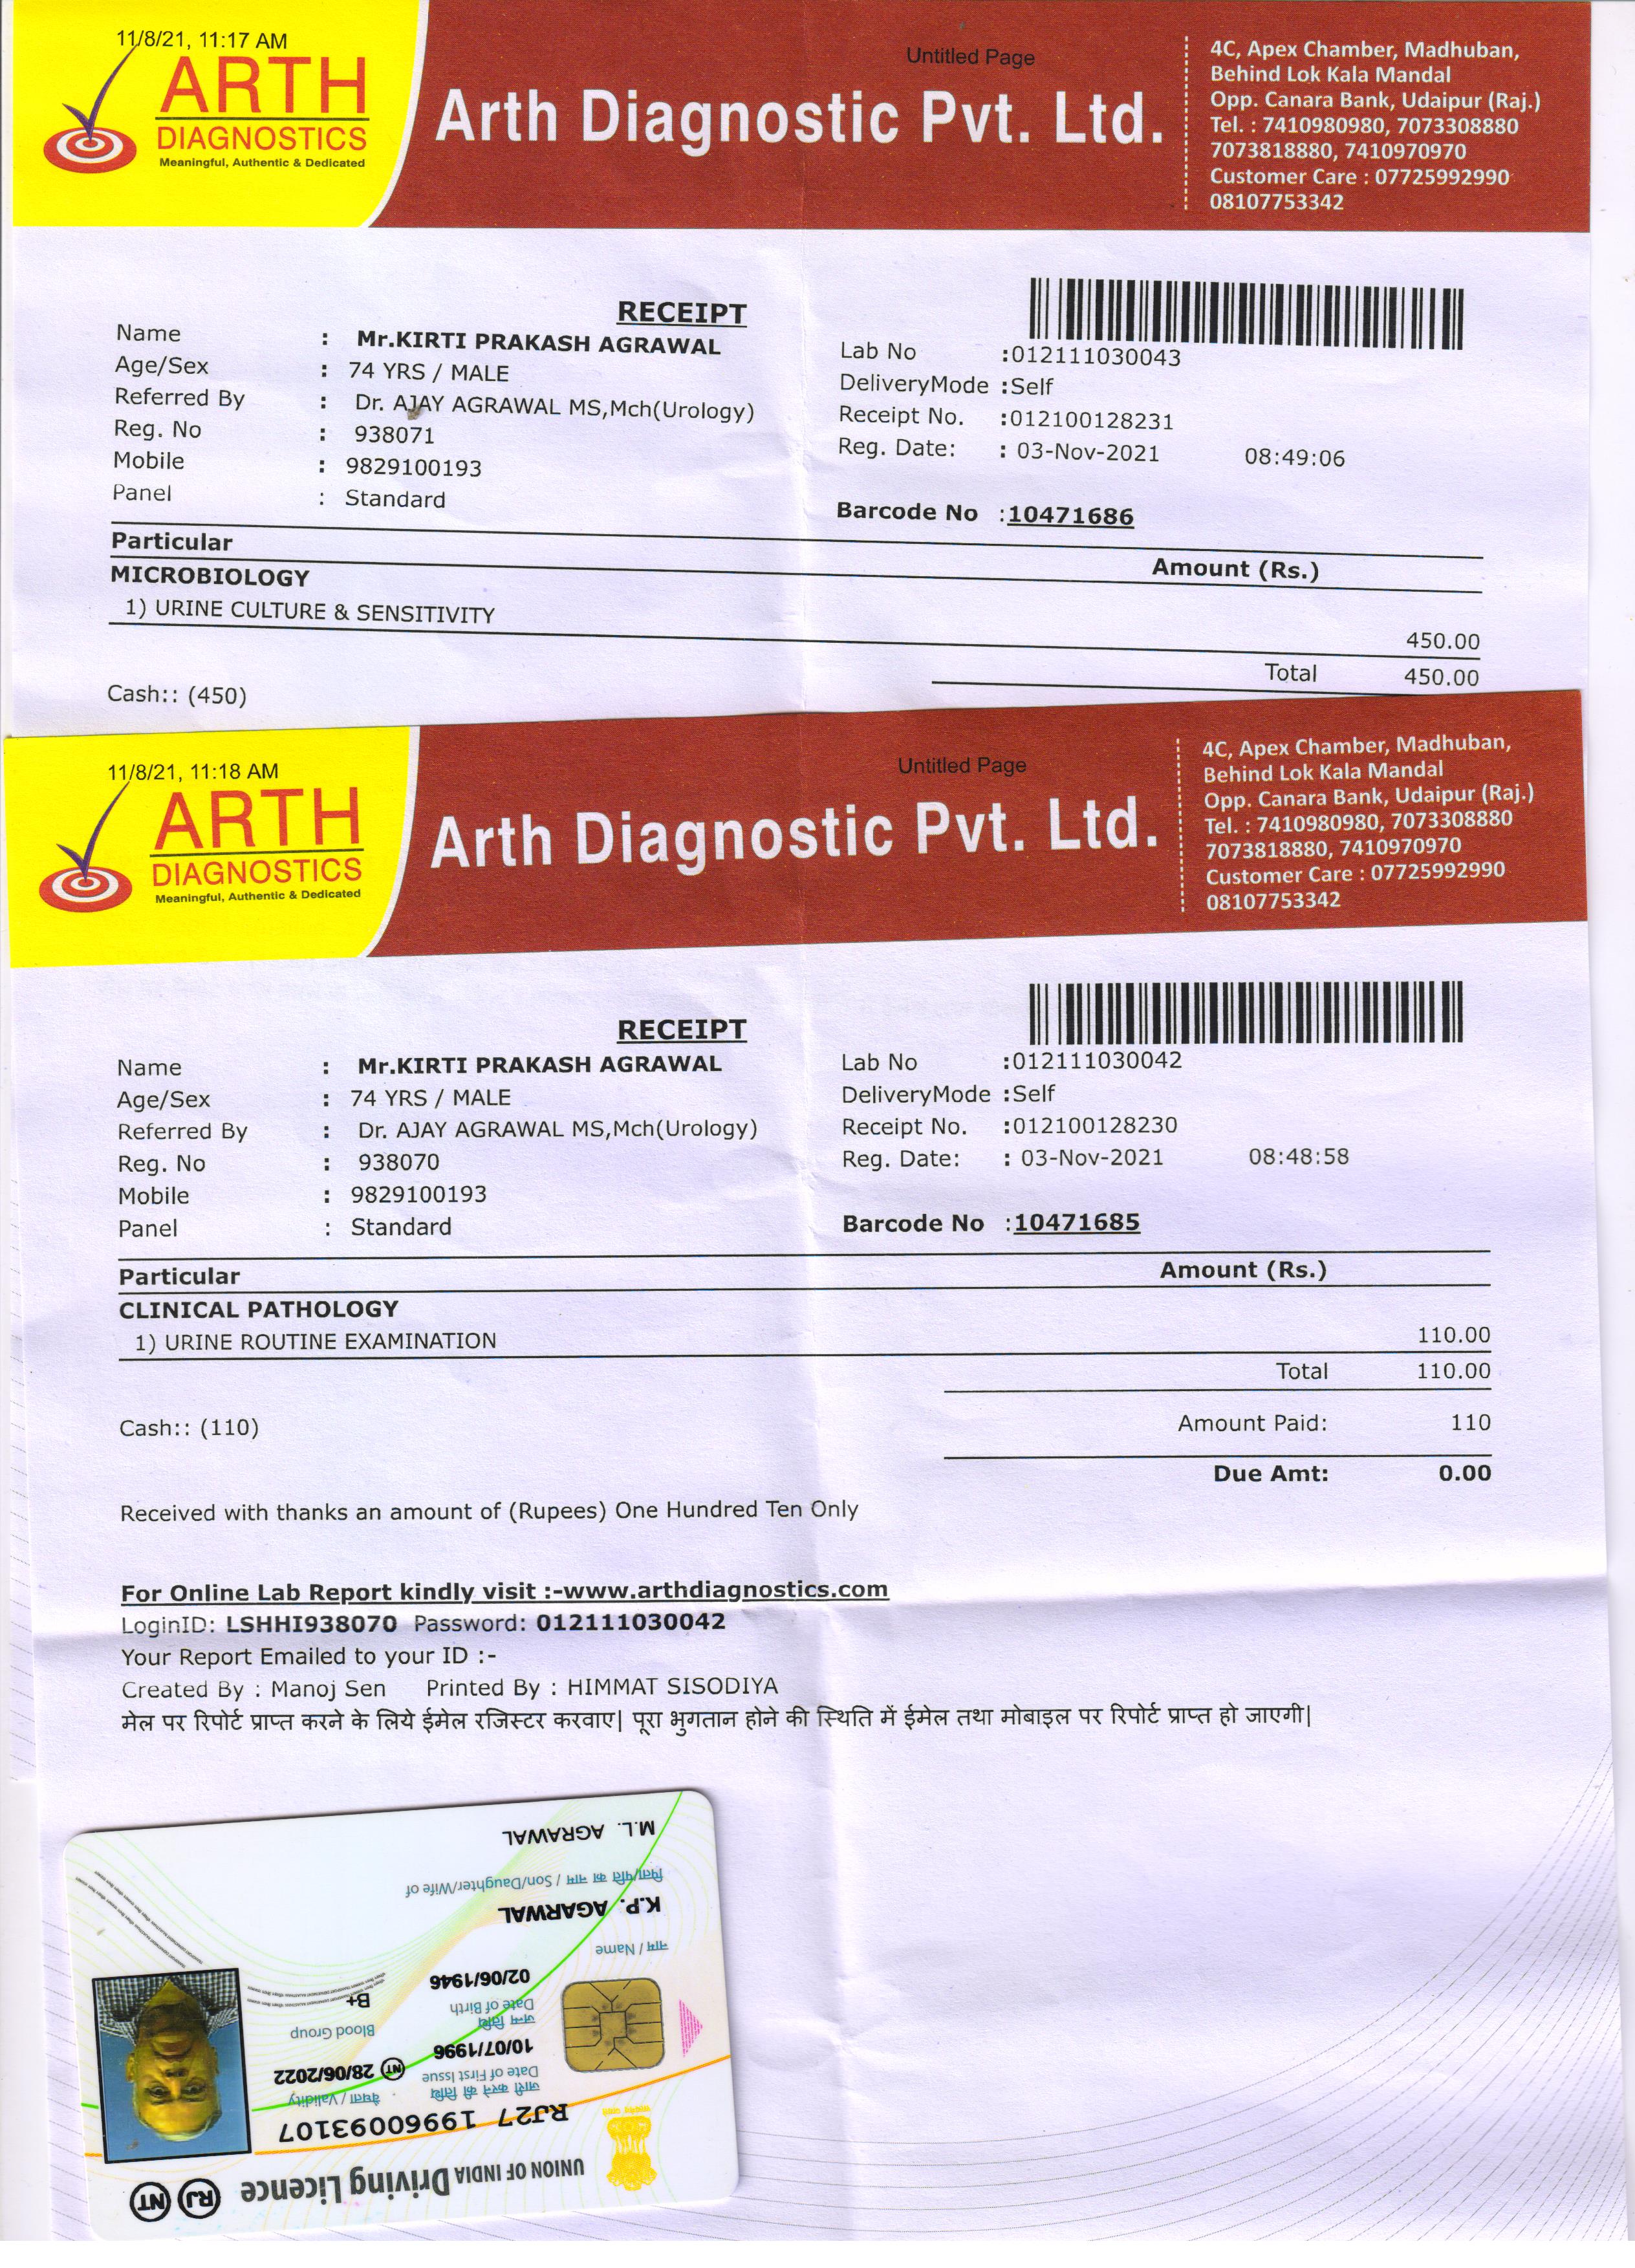 11/8/21, 11:17 AM
Untitled Page
ARTH
DIAGNOSTICS
Meaningful, Authentic & Dedicated
Arth Diagnostic Pvt. Ltd.
4C, Apex Chamber, Madhuban,
Behind Lok Kala Mandal
Opp. Canara Bank, Udaipur (Raj.)
Tel. : 7410980980, 7073308880
7073818880, 7410970970
Customer Care : 07725992990
08107753342
RECEIPT
Name : Mr.KIRTI PRAKASH AGRAWAL
Age/Sex : 74 YRS / MALE
Referred By : Dr. AJAY AGRAWAL MS,Mch(Urology)
Reg. No : 938071
Mobile : 9829100193
Panel : Standard
Lab No :012111030043
DeliveryMode :Self
Receipt No. :012100128231
Reg. Date: : 03-Nov-2021 08:49:06
Barcode No :10471686
Particular Amount (Rs.)
MICROBIOLOGY
1) URINE CULTURE & SENSITIVITY 450.00
Total 450.00
Cash:: (450)
11/8/21, 11:18 AM
Untitled Page
ARTH
DIAGNOSTICS
Meaningful, Authentic & Dedicated
Arth Diagnostic Pvt. Ltd.
4C, Apex Chamber, Madhuban,
Behind Lok Kala Mandal
Opp. Canara Bank, Udaipur (Raj.)
Tel. : 7410980980, 7073308880
7073818880, 7410970970
Customer Care : 07725992990
08107753342
RECEIPT
Name : Mr.KIRTI PRAKASH AGRAWAL
Age/Sex : 74 YRS / MALE
Referred By : Dr. AJAY AGRAWAL MS,Mch(Urology)
Reg. No : 938070
Mobile : 9829100193
Panel : Standard
Lab No :012111030042
DeliveryMode :Self
Receipt No. :012100128230
Reg. Date: : 03-Nov-2021 08:48:58
Barcode No :10471685
Particular Amount (Rs.)
CLINICAL PATHOLOGY
1) URINE ROUTINE EXAMINATION 110.00
Total 110.00
Cash:: (110)
Amount Paid: 110
Due Amt: 0.00
Received with thanks an amount of (Rupees) One Hundred Ten Only
For Online Lab Report kindly visit :-www.arthdiagnostics.com
LoginID: LSHHI938070 Password: 012111030042
Your Report Emailed to your ID :-
Created By : Manoj Sen Printed By : HIMMAT SISODIYA
मेल पर रिपोर्ट प्राप्त करने के लिये ईमेल रजिस्टर करवाए| पूरा भुगतान होने की स्थिति में ईमेल तथा मोबाइल पर रिपोर्ट प्राप्त हो जाएगी|
UNION OF INDIA Driving Licence RJ NT
RJ27 19960093107
जारी करने की तिथि
Date of First Issue
10/07/1996
वैधता / Validity
28/06/2022 NT
जन्म तिथि
Date of Birth
02/06/1946
Blood Group
B+
नाम / Name
K.P. AGARWAL
पिता/पति का नाम / Son/Daughter/Wife of
M.L. AGRAWAL